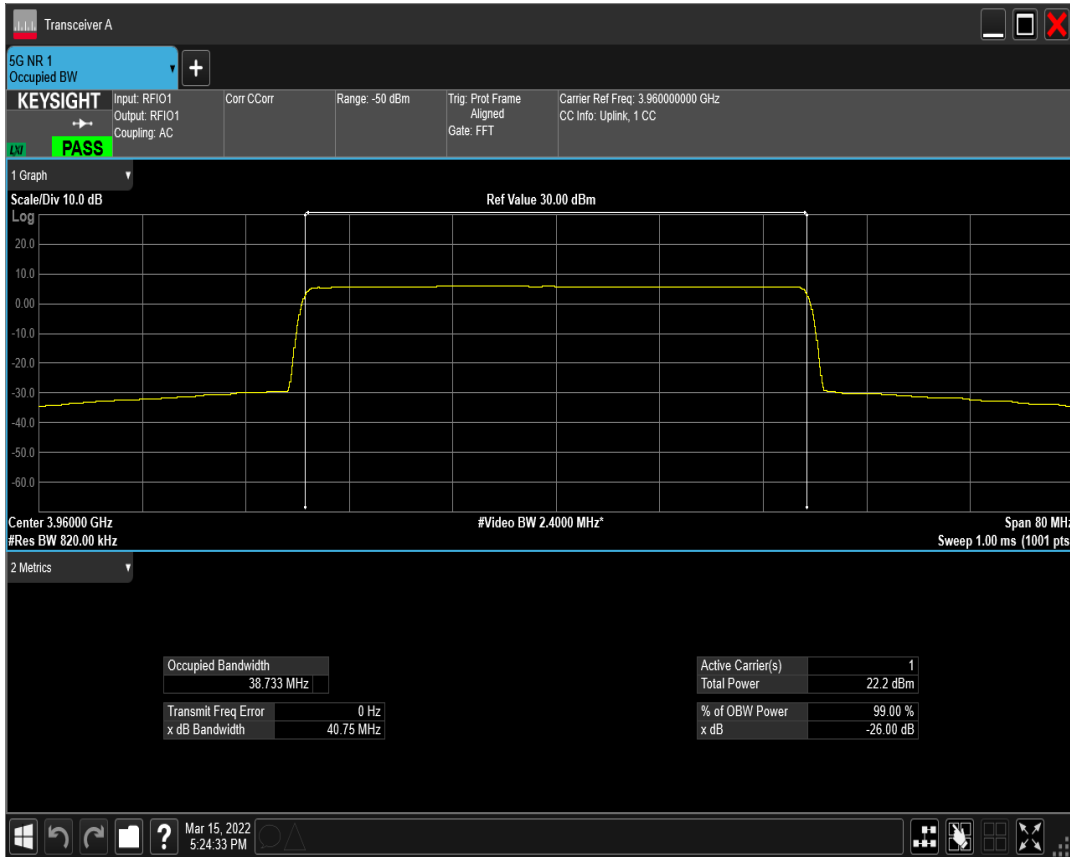 Transceiver A
5G NR 1
Occupied BW
KEYSIGHT
LXI
PASS
Input: RFIO1
Output: RFIO1
Coupling: AC
Corr CCorr
Range: -50 dBm
Trig: Prot Frame
Aligned
Gate: FFT
Carrier Ref Freq: 3.960000000 GHz
CC Info: Uplink, 1 CC
1 Graph
Scale/Div 10.0 dB
Ref Value 30.00 dBm
Log
20.0
10.0
0.00
-10.0
-20.0
-30.0
-40.0
-50.0
-60.0
Center 3.96000 GHz
#Video BW 2.4000 MHz*
Span 80 MHz
#Res BW 820.00 kHz
Sweep 1.00 ms (1001 pts
2 Metrics
Occupied Bandwidth
38.733 MHz
Transmit Freq Error 0 Hz
x dB Bandwidth 40.75 MHz
Active Carrier(s) 1
Total Power 22.2 dBm
% of OBW Power 99.00 %
x dB -26.00 dB
Mar 15, 2022
5:24:33 PM